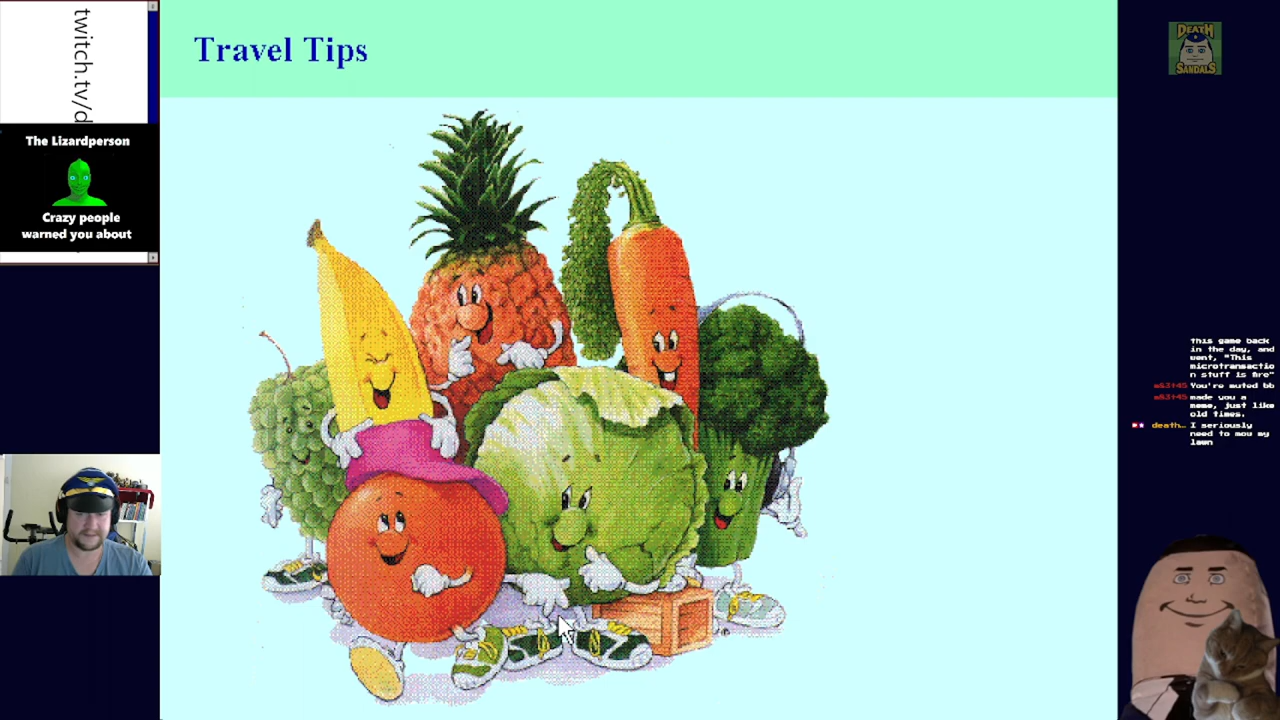 twitch.tv/d
The Lizardperson
Crazy people
warned you about
Travel Tips
DEATH
SANDALS
this game back
in the day, and
went, "This
microtransactio
n stuff is fire"
You're muted bb
made you a
meme, just like
old times.
death… I seriously
need to mow my
lawn